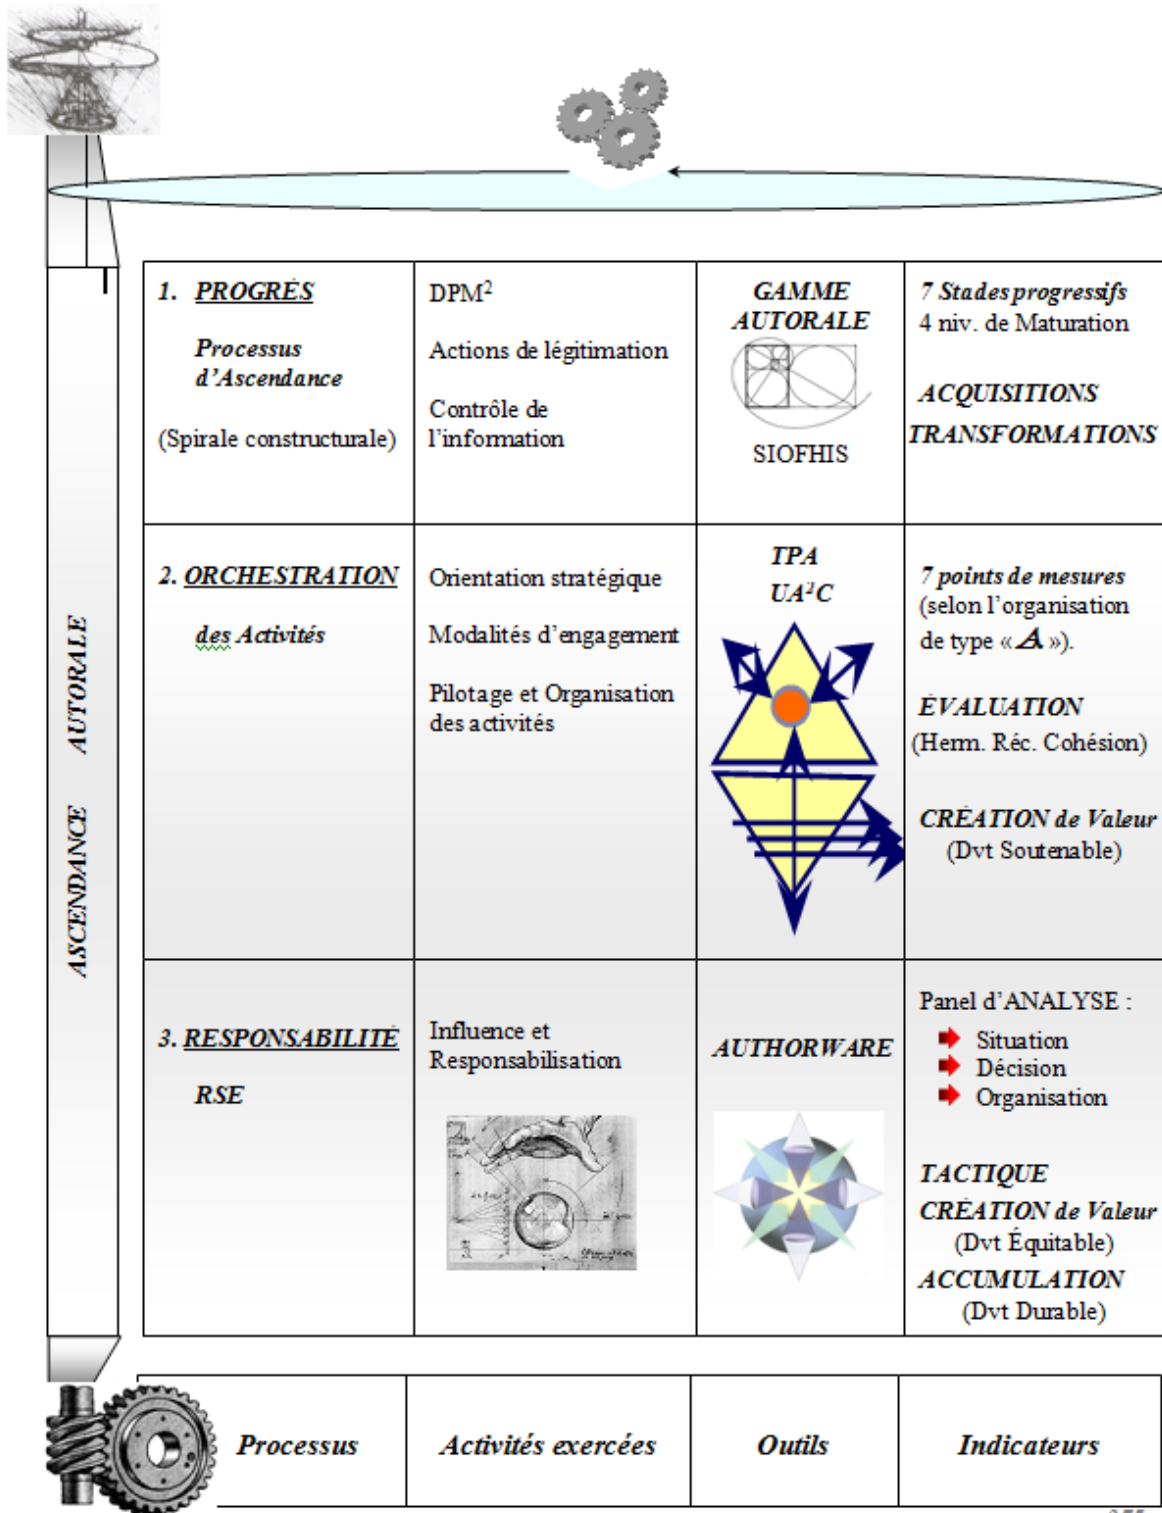 1. PROGRÈS
Processus
d’Ascendance
(Spirale constructurale)
DPM²
Actions de légitimation
Contrôle de
l’information
GAMME
AUTORALE
SIOFHIS
7 Stades progressifs
4 niv. de Maturation
ACQUISITIONS
TRANSFORMATIONS
2. ORCHESTRATION
des Activités
Orientation stratégique
Modalités d’engagement
Pilotage et Organisation
des activités
TPA
UA²C
7 points de mesures
(selon l’organisation
de type « A »).
ÉVALUATION
(Herm. Réc. Cohésion)
CRÉATION de Valeur
(Dvt Soutenable)
3. RESPONSABILITÉ
RSE
Influence et
Responsabilisation
AUTHORWARE
Panel d’ANALYSE :
Situation
Décision
Organisation
TACTIQUE
CRÉATION de Valeur
(Dvt Équitable)
ACCUMULATION
(Dvt Durable)
ASCENDANCE AUTORALE
Processus
Activités exercées
Outils
Indicateurs